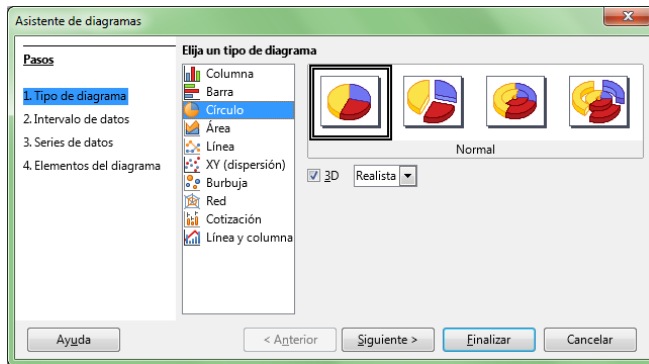 Asistente de diagramas
Pasos
1. Tipo de diagrama
2. Intervalo de datos
3. Series de datos
4. Elementos del diagrama
Elija un tipo de diagrama
Columna
Barra
Círculo
Área
Línea
XY (dispersión)
Burbuja
Red
Cotización
Línea y columna
Normal
3D Realista
Ayuda
< Anterior
Siguiente >
Finalizar
Cancelar